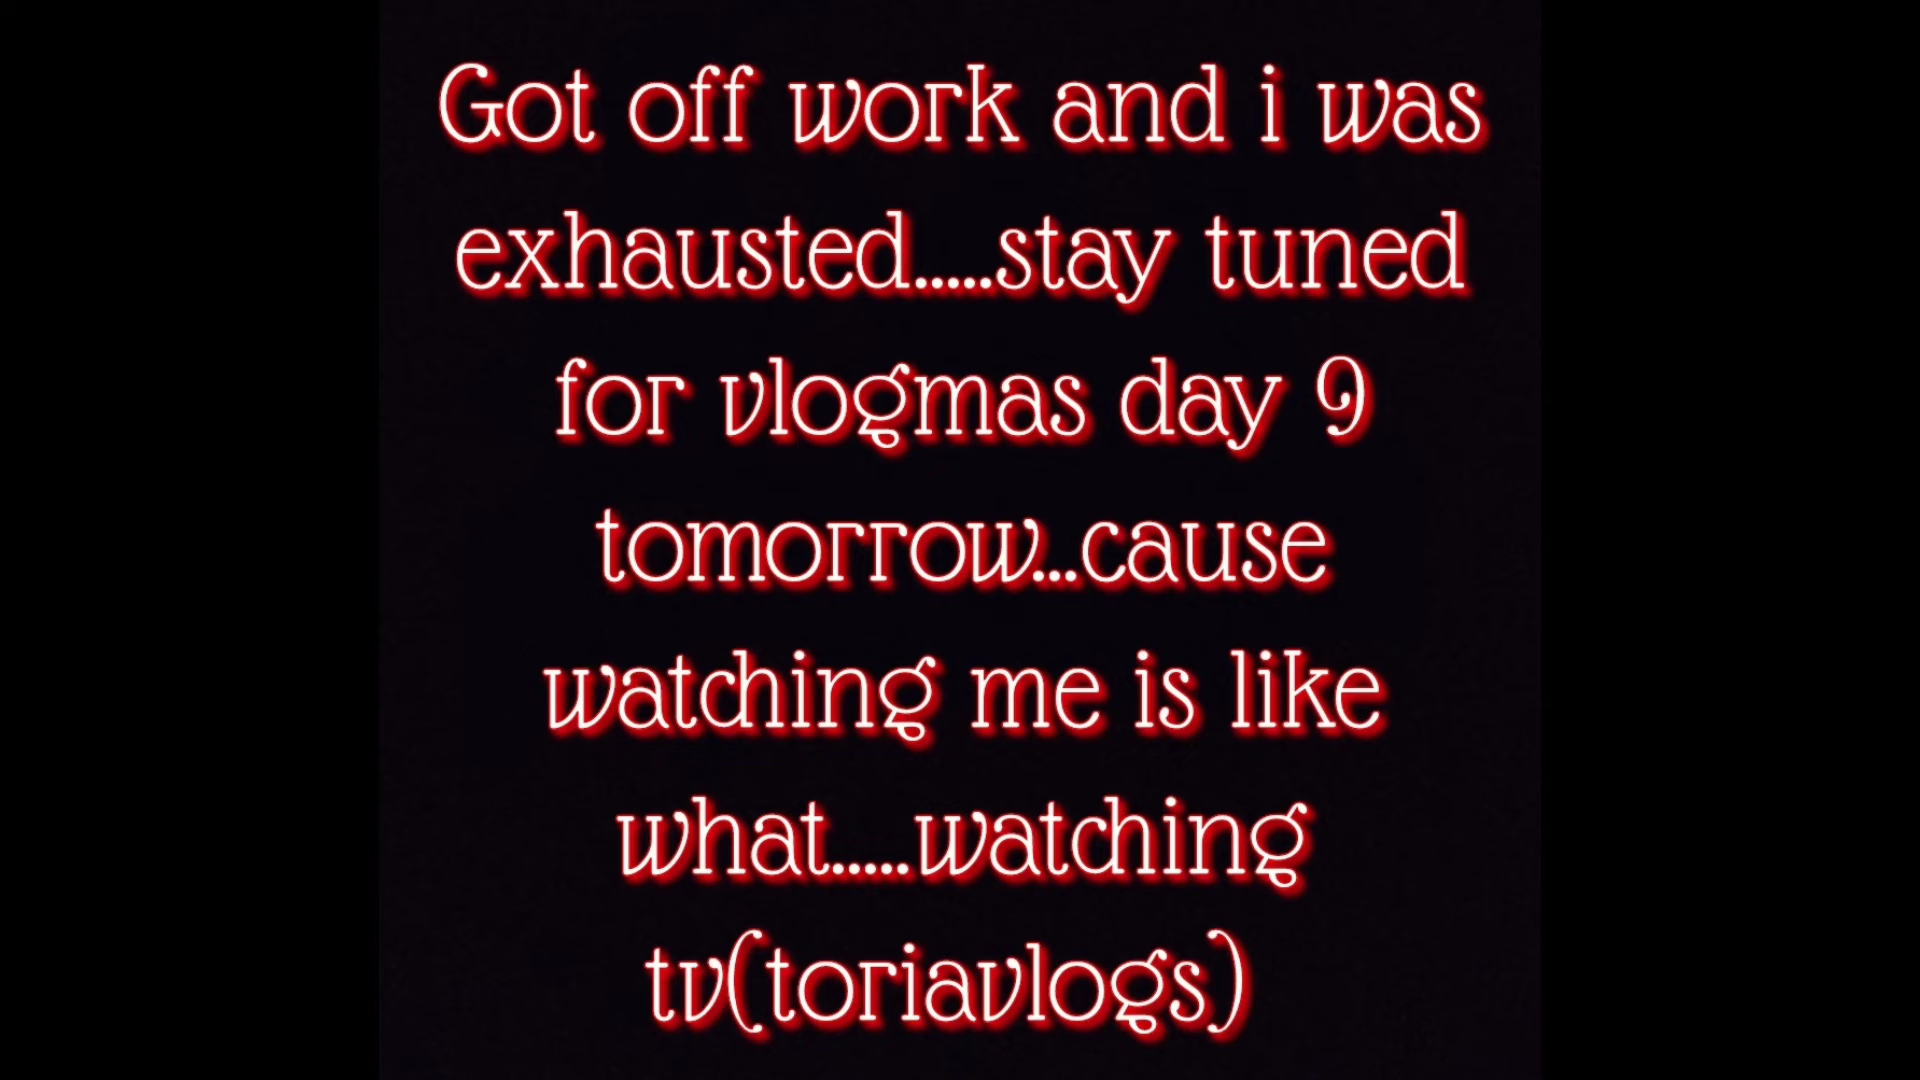 Got off work and i was
exhausted.....stay tuned
for vlogmas day 9
tomorrow...cause
watching me is like
what.....watching
tv(toriavlogs)